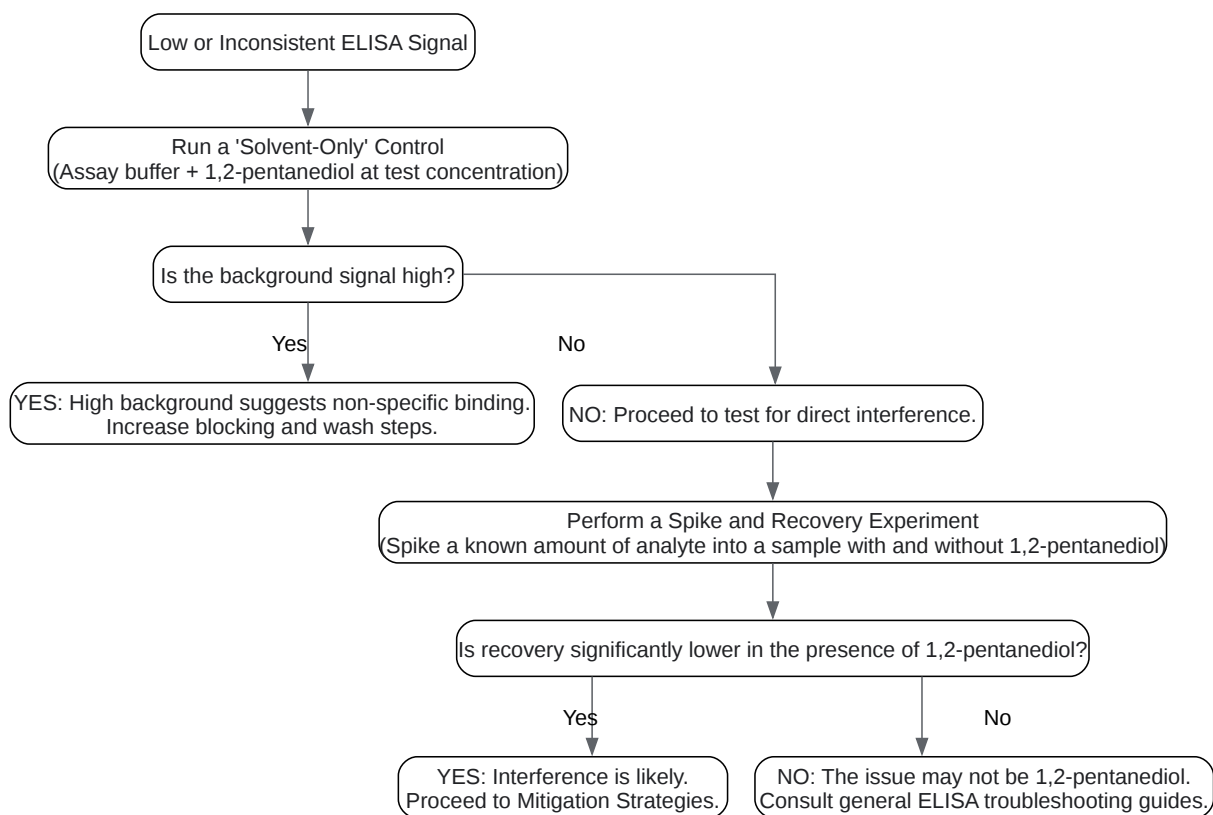 Low or Inconsistent ELISA Signal
Run a 'Solvent-Only' Control
(Assay buffer + 1,2-pentanediol at test concentration)
Is the background signal high?
Yes
No
YES: High background suggests non-specific binding.
Increase blocking and wash steps.
NO: Proceed to test for direct interference.
Perform a Spike and Recovery Experiment
(Spike a known amount of analyte into a sample with and without 1,2-pentanediol)
Is recovery significantly lower in the presence of 1,2-pentanediol?
Yes
No
YES: Interference is likely.
Proceed to Mitigation Strategies.
NO: The issue may not be 1,2-pentanediol.
Consult general ELISA troubleshooting guides.